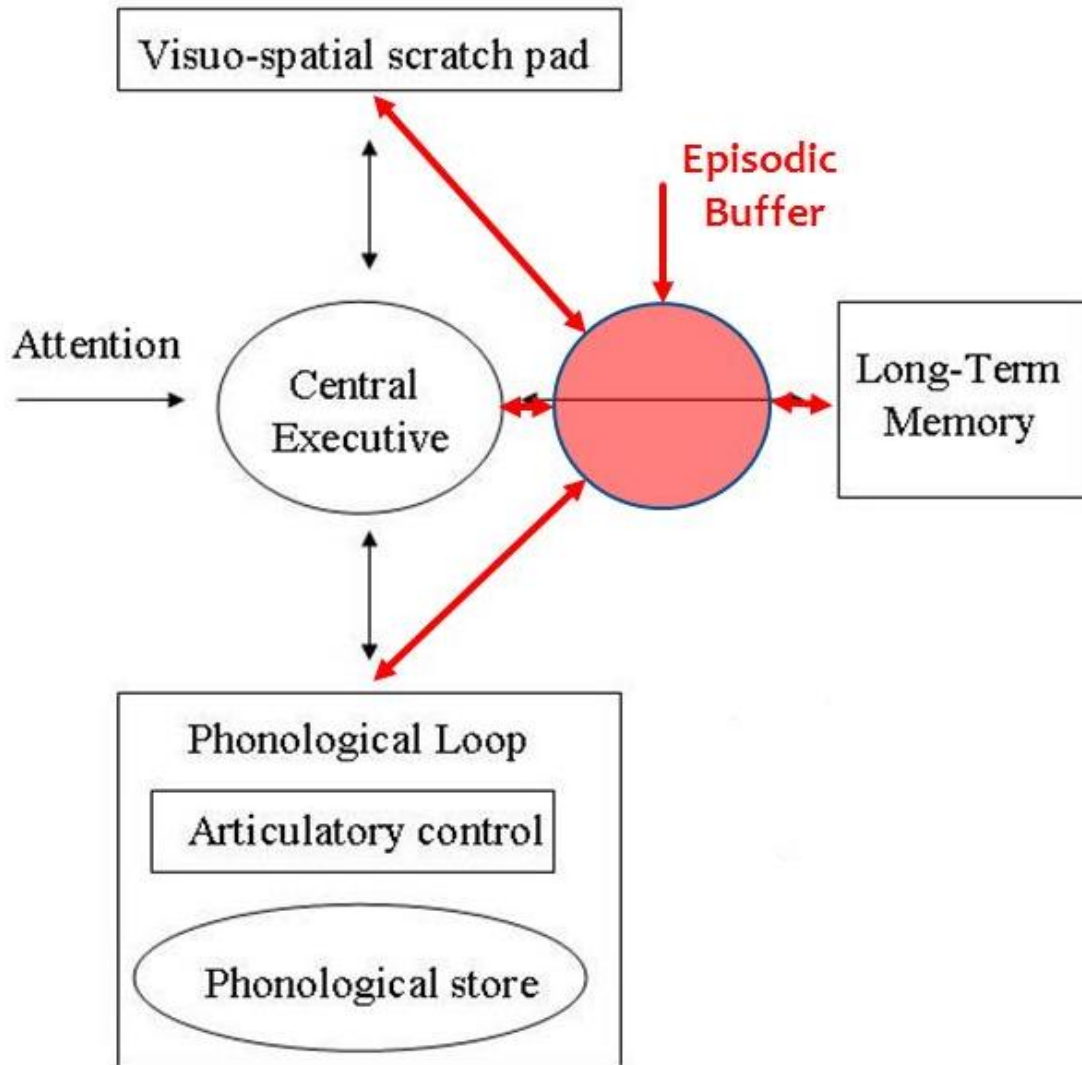 Visuo-spatial scratch pad
Episodic
Buffer
Attention
Central
Executive
Long-Term
Memory
Phonological Loop
Articulatory control
Phonological store